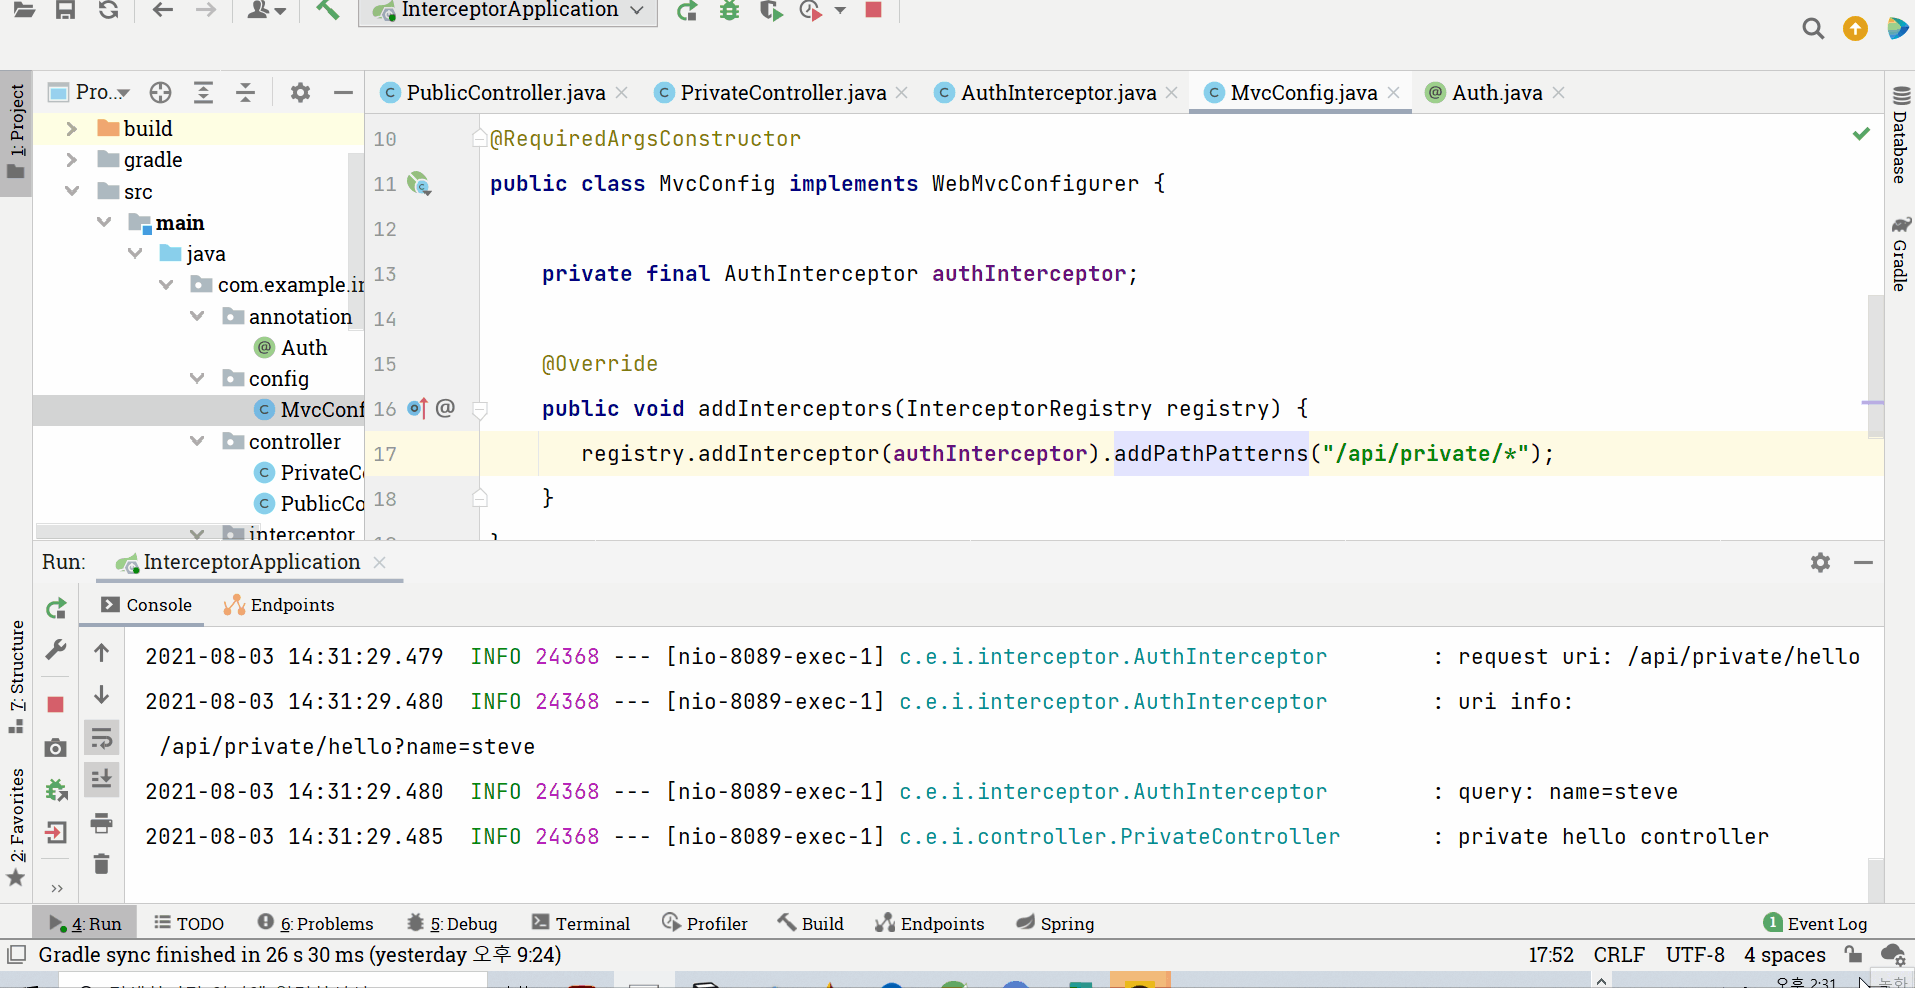 InterceptorApplication
Pro...
PublicController.java
PrivateController.java
AuthInterceptor.java
MvcConfig.java
Auth.java
1: Project
build
gradle
src
main
java
com.example.ir
annotation
Auth
config
MvcConf
controller
PrivateCo
PublicCo
interceptor
10 @RequiredArgsConstructor
11 public class MvcConfig implements WebMvcConfigurer {
12
13 private final AuthInterceptor authInterceptor;
14
15 @Override
16 @ public void addInterceptors(InterceptorRegistry registry) {
17 registry.addInterceptor(authInterceptor).addPathPatterns("/api/private/*");
18 }
Database
Gradle
Run: InterceptorApplication
Console Endpoints
2021-08-03 14:31:29.479 INFO 24368 --- [nio-8089-exec-1] c.e.i.interceptor.AuthInterceptor : request uri: /api/private/hello
2021-08-03 14:31:29.480 INFO 24368 --- [nio-8089-exec-1] c.e.i.interceptor.AuthInterceptor : uri info:
/api/private/hello?name=steve
2021-08-03 14:31:29.480 INFO 24368 --- [nio-8089-exec-1] c.e.i.interceptor.AuthInterceptor : query: name=steve
2021-08-03 14:31:29.485 INFO 24368 --- [nio-8089-exec-1] c.e.i.controller.PrivateController : private hello controller
7: Structure
2: Favorites
4: Run TODO 6: Problems 5: Debug Terminal Profiler Build Endpoints Spring 1 Event Log
Gradle sync finished in 26 s 30 ms (yesterday 오후 9:24) 17:52 CRLF UTF-8 4 spaces
오후 2:31